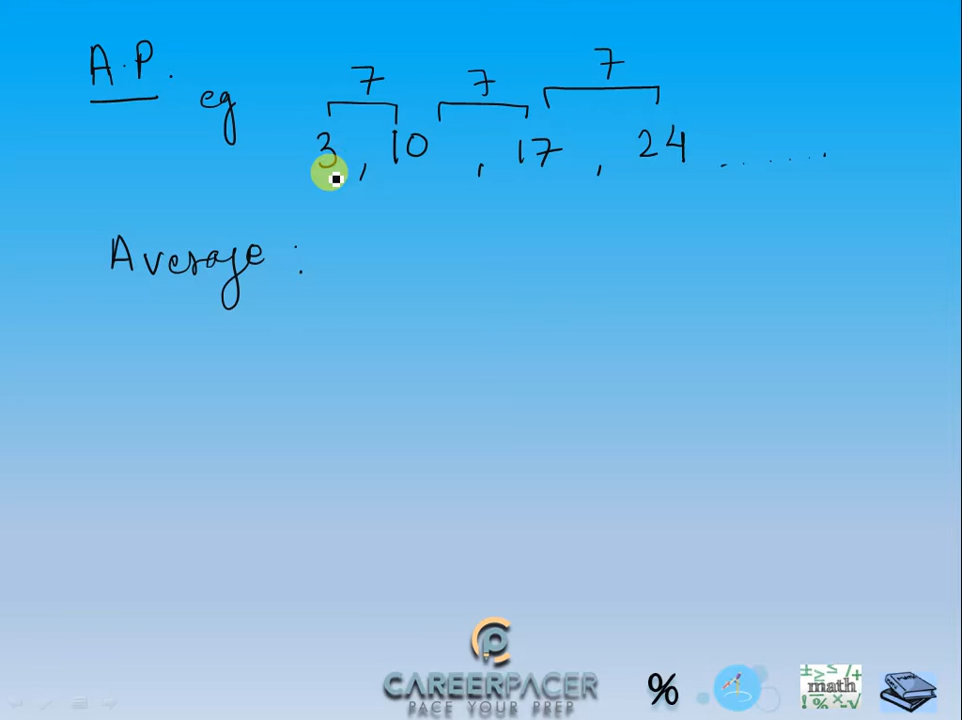 A.P.
7 7 7
eg 3, 10, 17, 24 .......
Average :
CAREERPACER
PACE YOUR PREP
%
math